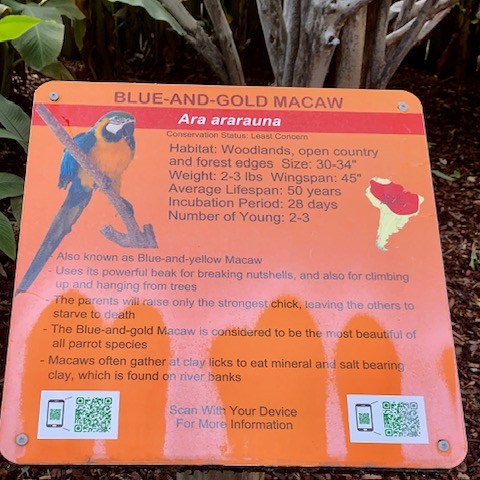 BLUE-AND-GOLD MACAW
Ara ararauna
Conservation Status: Least Concern
Habitat: Woodlands, open country
and forest edges Size: 30-34"
Weight: 2-3 lbs Wingspan: 45"
Average Lifespan: 50 years
Incubation Period: 28 days
Number of Young: 2-3
- Also known as Blue-and-yellow Macaw
- Uses its powerful beak for breaking nutshells, and also for climbing
up and hanging from trees
- The parents will raise only the strongest chick, leaving the others to
starve to death
- The Blue-and-gold Macaw is considered to be the most beautiful of
all parrot species
- Macaws often gather at clay licks to eat mineral and salt bearing
clay, which is found on river banks
Scan With Your Device
For More Information